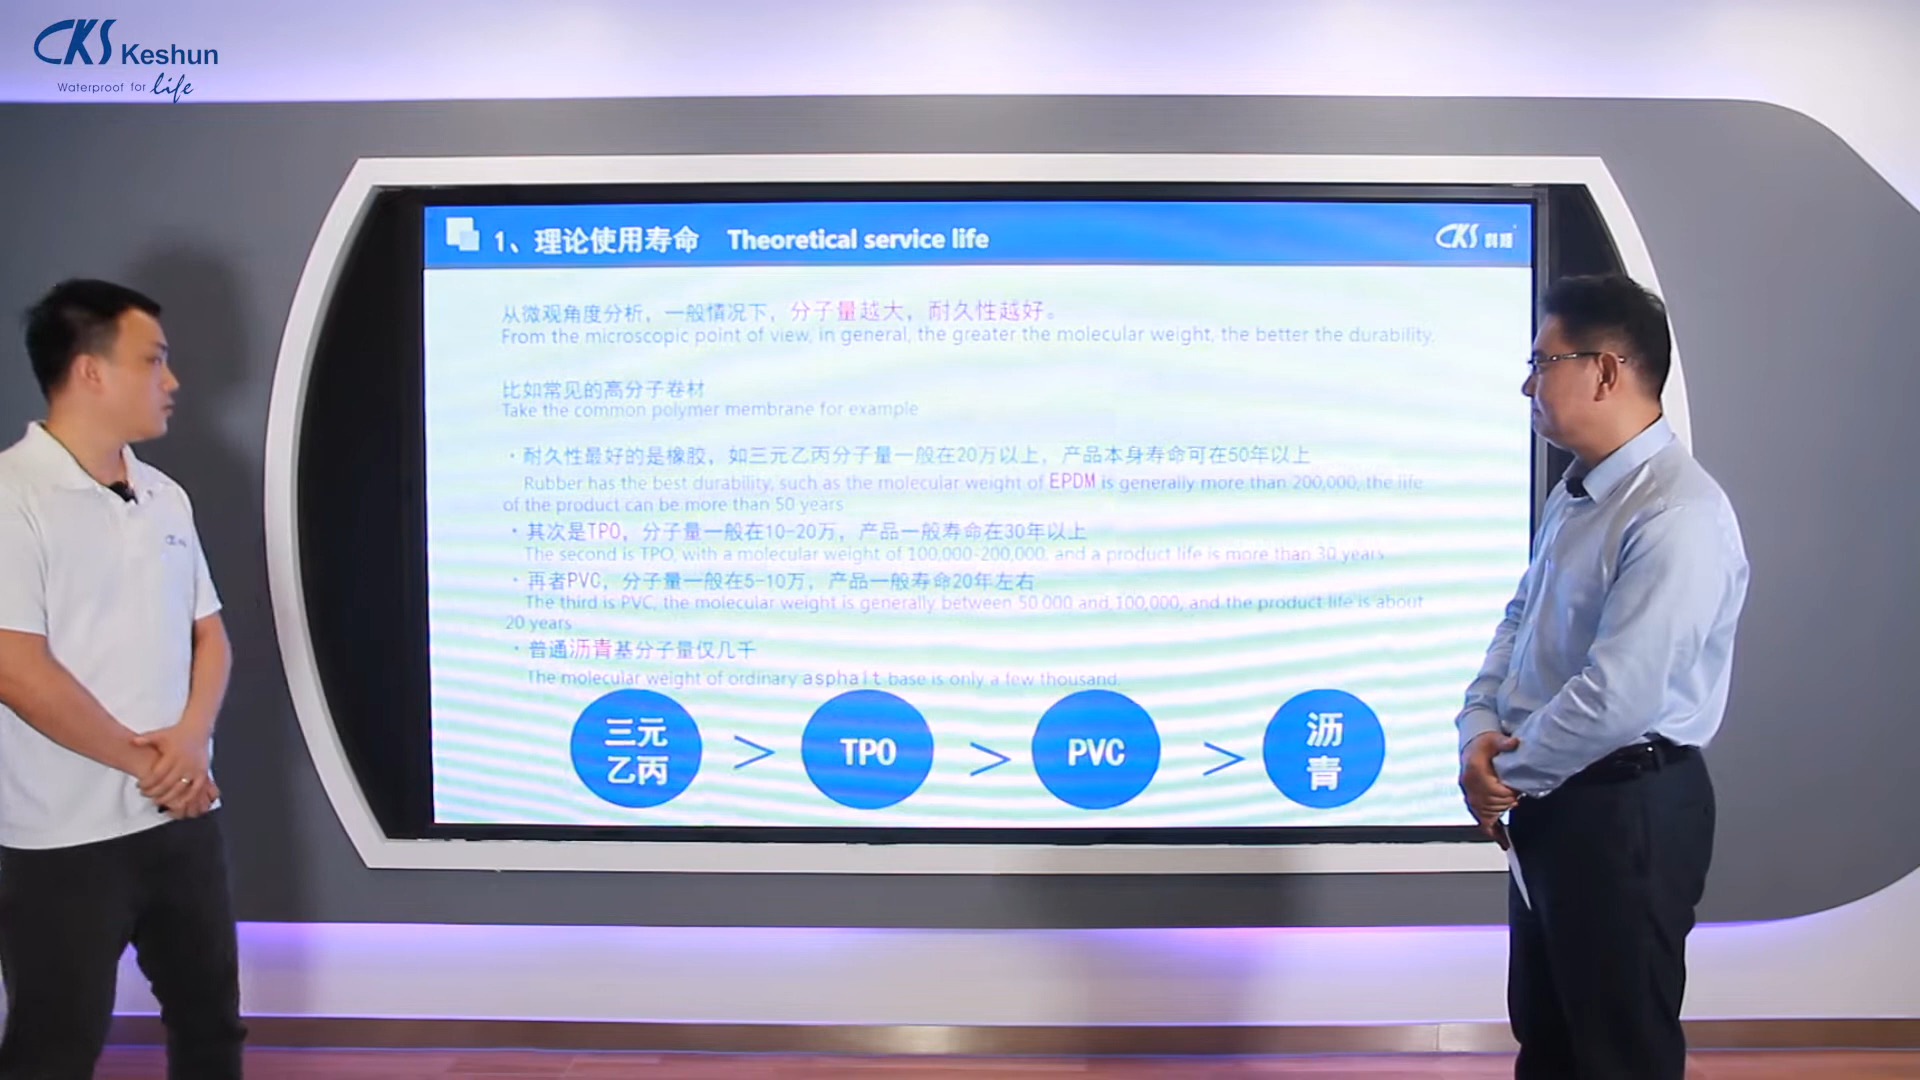 CKS Keshun
Waterproof for life
1、理论使用寿命 Theoretical service life
CKS 科顺
从微观角度分析，一般情况下，分子量越大，耐久性越好。
From the microscopic point of view, in general, the greater the molecular weight, the better the durability.
比如常见的高分子卷材
Take the common polymer membrane for example
·耐久性最好的是橡胶，如三元乙丙分子量一般在20万以上，产品本身寿命可在50年以上
Rubber has the best durability, such as the molecular weight of EPDM is generally more than 200,000, the life
of the product can be more than 50 years
·其次是TPO，分子量一般在10-20万，产品一般寿命在30年以上
The second is TPO, with a molecular weight of 100,000-200,000. and a product life is more than 30 years
·再者PVC，分子量一般在5-10万，产品一般寿命20年左右
The third is PVC, the molecular weight is generally between 50 000 and 100,000, and the product life is about
20 years
·普通沥青基分子量仅几千
The molecular weight of ordinary asphalt base is only a few thousand.
三元
乙丙
>
TPO
>
PVC
>
沥
青